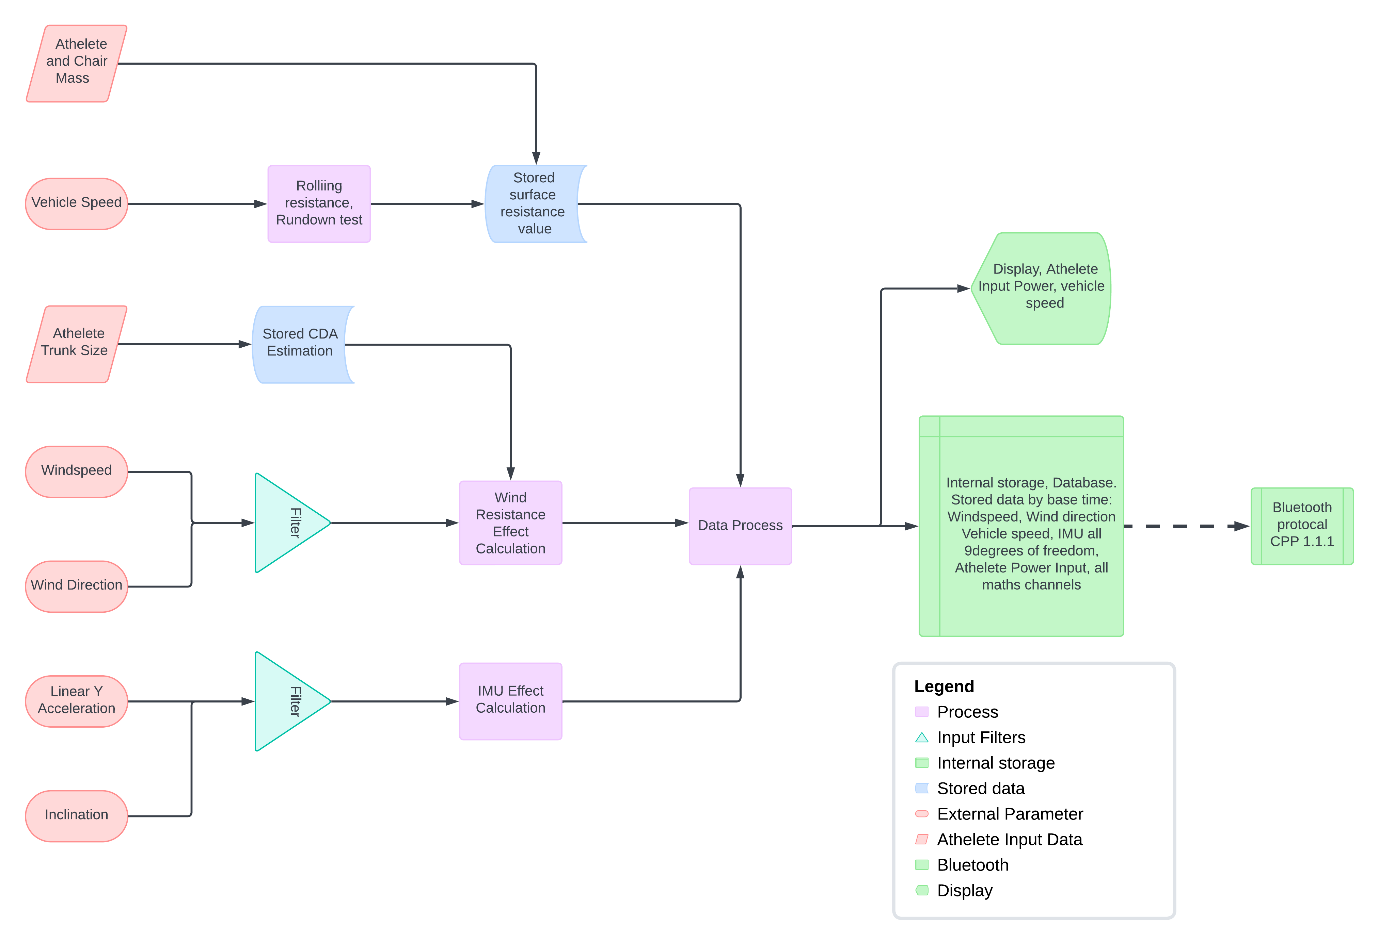 Athelete
and Chair
Mass
Vehicle Speed
Rolliing
resistance,
Rundown test
Stored
surface
resistance
value
Display, Athelete
Input Power, vehicle
speed
Athelete
Trunk Size
Stored CDA
Estimation
Windspeed
Wind Direction
Filter
Wind
Resistance
Effect
Calculation
Data Process
Internal storage, Database.
Stored data by base time:
Windspeed, Wind direction
Vehicle speed, IMU all
9degrees of freedom,
Athelete Power Input, all
maths channels
Bluetooth
protocal
CPP 1.1.1
Linear Y
Acceleration
Inclination
Filter
IMU Effect
Calculation
Legend
Process
Input Filters
Internal storage
Stored data
External Parameter
Athelete Input Data
Bluetooth
Display